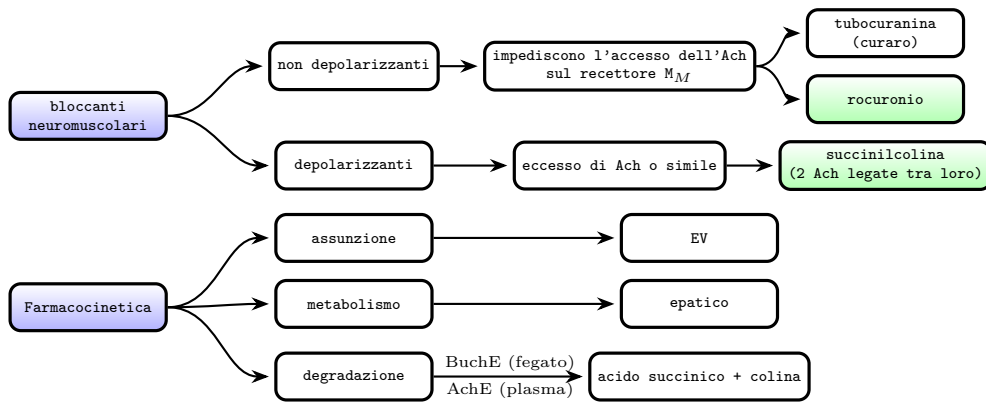 bloccanti
neuromuscolari
non depolarizzanti
impediscono l'accesso dell'Ach
sul recettore M_M
tubocuranina
(curaro)
rocuronio
depolarizzanti
eccesso di Ach o simile
succinilcolina
(2 Ach legate tra loro)
Farmacocinetica
assunzione
EV
metabolismo
epatico
degradazione
BuchE (fegato)
AchE (plasma)
acido succinico + colina